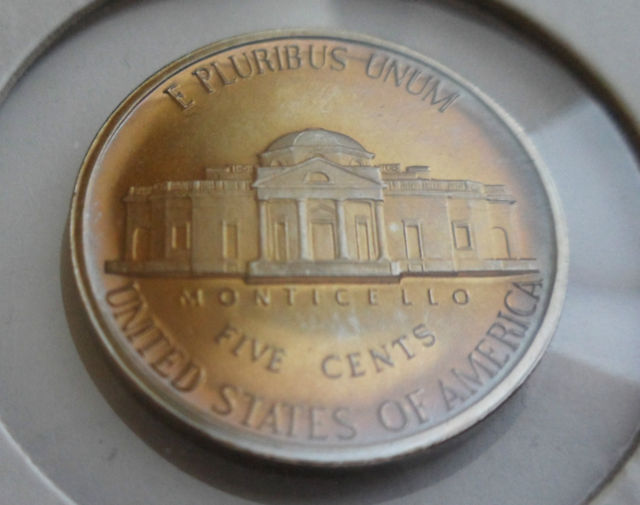 E PLURIBUS UNUM
MONTICELLO
FIVE CENTS
UNITED STATES OF AMERICA